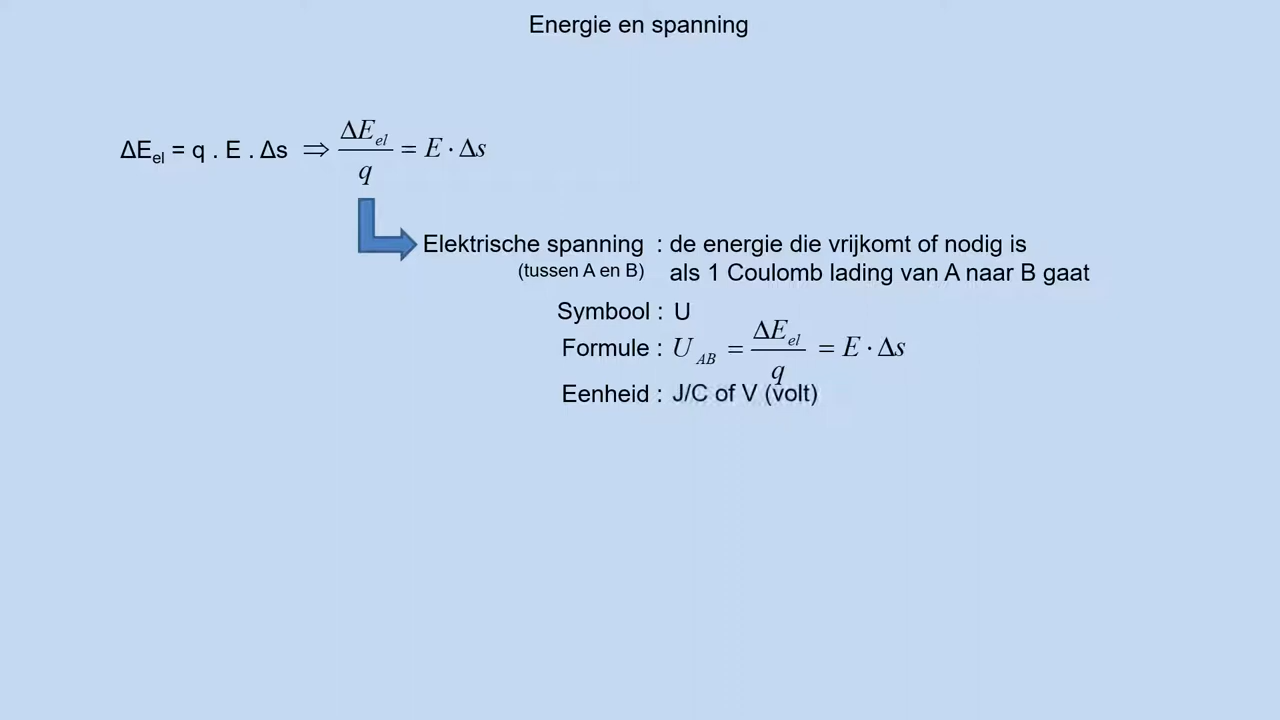 Energie en spanning
ΔEel = q . E . Δs ⇒ ΔEel / q = E · Δs
Elektrische spanning : de energie die vrijkomt of nodig is
(tussen A en B) als 1 Coulomb lading van A naar B gaat
Symbool : U
Formule : UAB = ΔEel / q = E · Δs
Eenheid : J/C of V (volt)